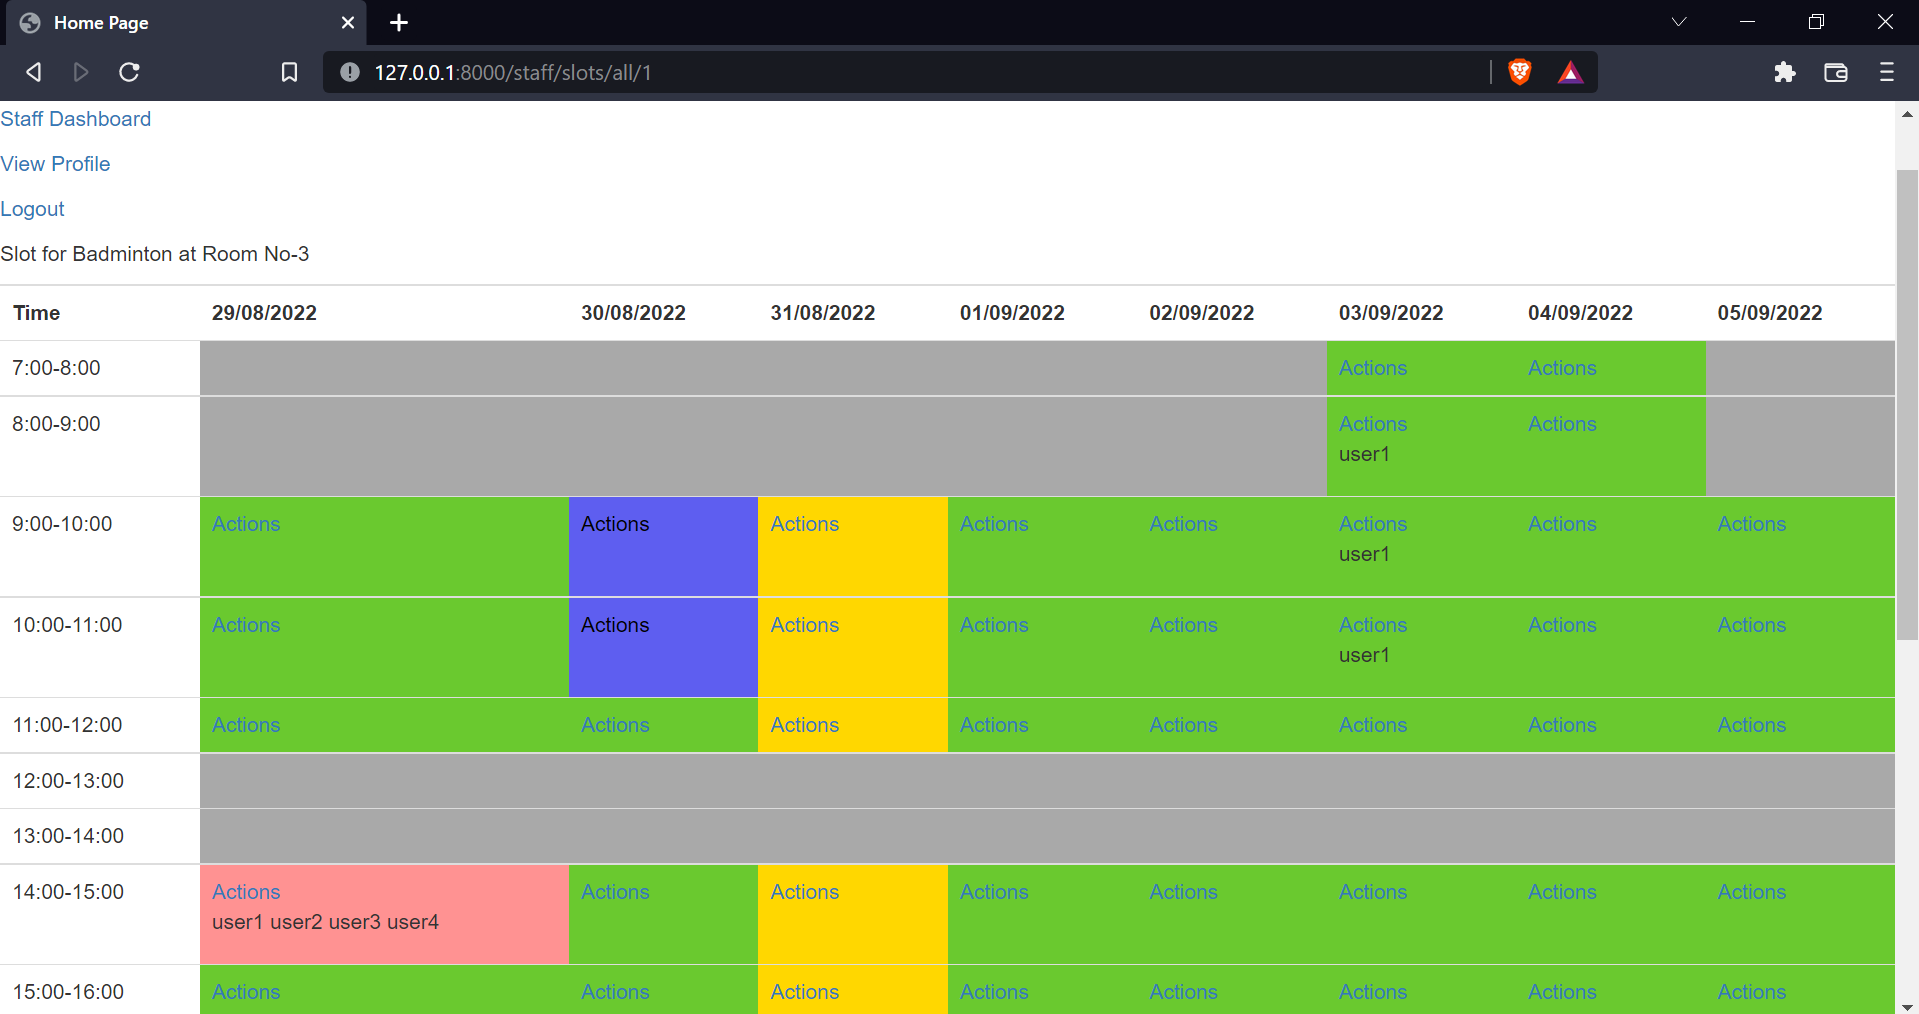 Home Page
127.0.0.1:8000/staff/slots/all/1
Staff Dashboard
View Profile
Logout
Slot for Badminton at Room No-3
Time 29/08/2022 30/08/2022 31/08/2022 01/09/2022 02/09/2022 03/09/2022 04/09/2022 05/09/2022
7:00-8:00 Actions Actions
8:00-9:00 Actions Actions
user1
9:00-10:00 Actions Actions Actions Actions Actions Actions Actions Actions
user1
10:00-11:00 Actions Actions Actions Actions Actions Actions Actions Actions
user1
11:00-12:00 Actions Actions Actions Actions Actions Actions Actions Actions
12:00-13:00
13:00-14:00
14:00-15:00 Actions Actions Actions Actions Actions Actions Actions Actions
user1 user2 user3 user4
15:00-16:00 Actions Actions Actions Actions Actions Actions Actions Actions